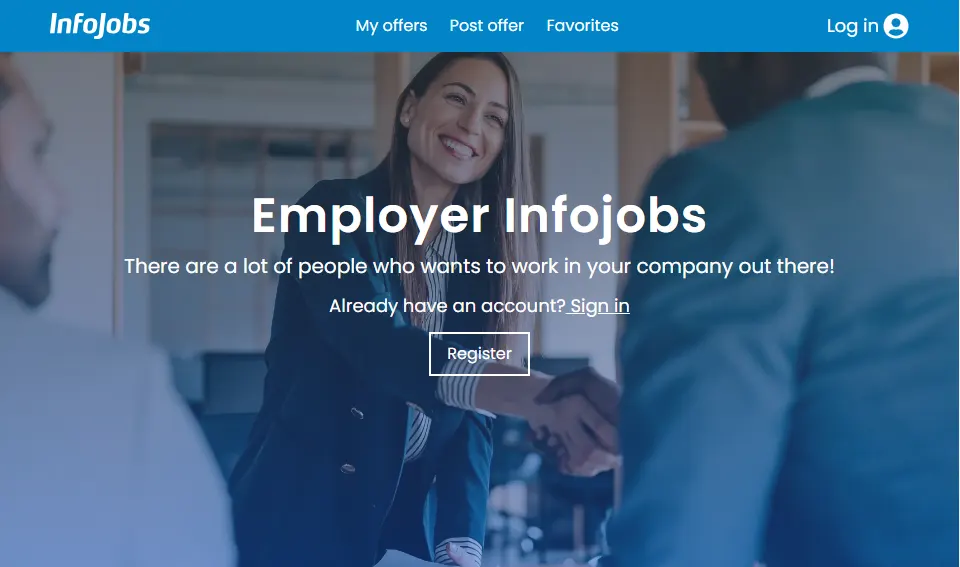 InfoJobs
My offers Post offer Favorites
Log in
Employer Infojobs
There are a lot of people who wants to work in your company out there!
Already have an account? Sign in
Register